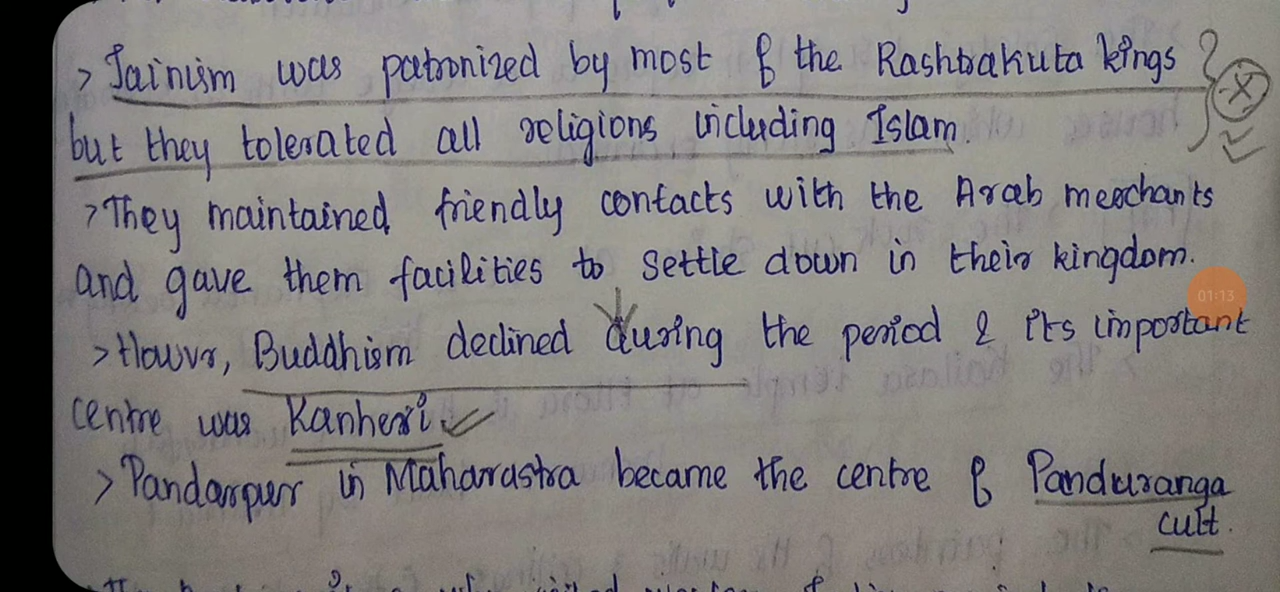 > Jainism was patronized by most of the Rashtrakuta kings
but they tolerated all religions including Islam.
> They maintained friendly contacts with the Arab merchants
and gave them facilities to settle down in their kingdom.
01:13
> Howvr, Buddhism declined during the period & its important
centre was Kanheri
> Pandarpur in Maharastra became the centre of Panduranga
cult.